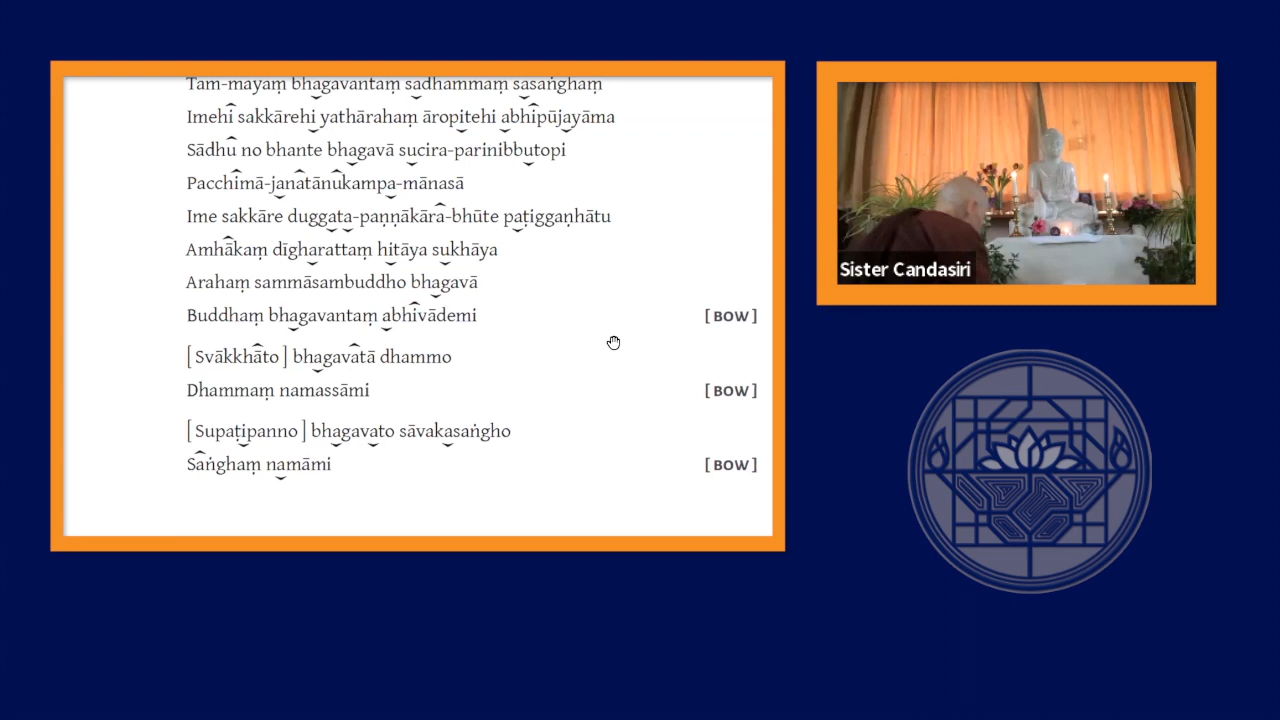 Tam-mayaṃ bhagavantaṃ sadhammaṃ sasaṅghaṃ
Imehi sakkārehi yathārahaṃ āropitehi abhipūjayāma
Sādhu no bhante bhagavā sucira-parinibbutopi
Pacchimā-janatānukampa-mānasā
Ime sakkāre duggata-paṇṇākāra-bhūte paṭiggaṇhātu
Amhākaṃ dīgharattaṃ hitāya sukhāya
Arahaṃ sammāsambuddho bhagavā
Buddhaṃ bhagavantaṃ abhivādemi [ BOW ]
[ Svākkhāto ] bhagavatā dhammo
Dhammaṃ namassāmi [ BOW ]
[ Supaṭipanno ] bhagavato sāvakasaṅgho
Saṅghaṃ namāmi [ BOW ]
Sister Candasiri